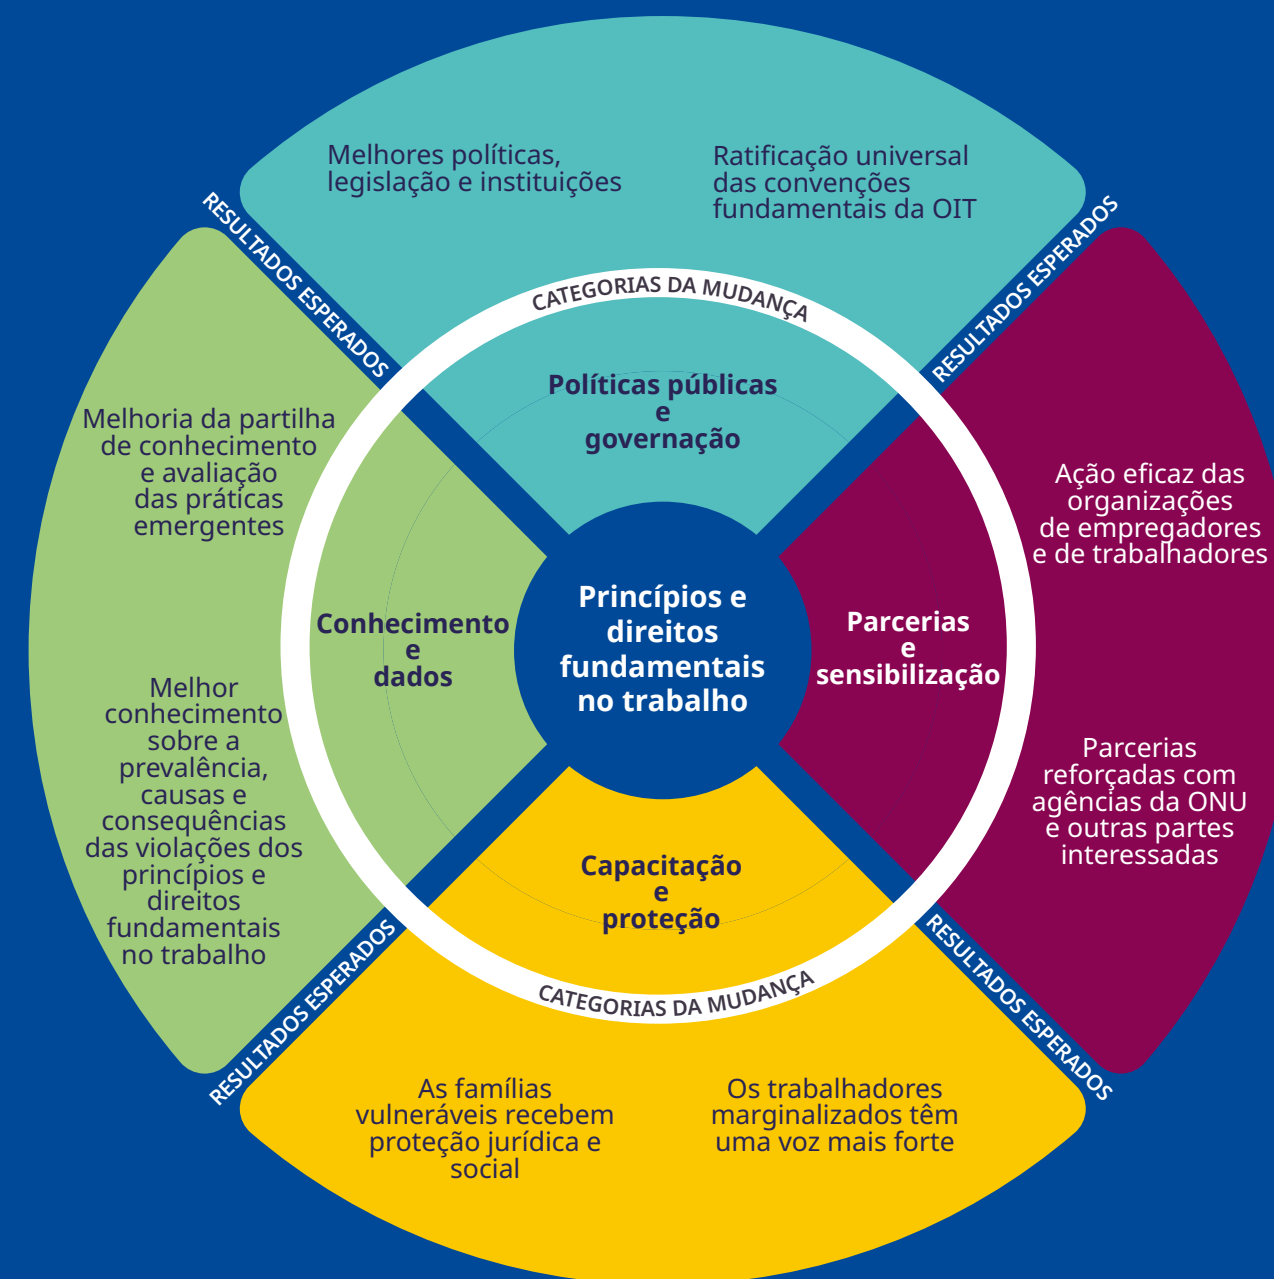 Melhores políticas,
legislação e instituições
Ratificação universal
das convenções
fundamentais da OIT
RESULTADOS ESPERADOS
RESULTADOS ESPERADOS
CATEGORIAS DA MUDANÇA
Políticas públicas
e
governação
Melhoria da partilha
de conhecimento
e avaliação
das práticas
emergentes
Melhor
conhecimento
sobre a
prevalência,
causas e
consequências
das violações dos
princípios e
direitos
fundamentais
no trabalho
Conhecimento
e
dados
Princípios e
direitos
fundamentais
no trabalho
Parcerias
e
sensibilização
Ação eficaz das
organizações
de empregadores
e de trabalhadores
Parcerias
reforçadas com
agências da ONU
e outras partes
interessadas
Capacitação
e
proteção
CATEGORIAS DA MUDANÇA
RESULTADOS ESPERADOS
RESULTADOS ESPERADOS
As famílias
vulneráveis recebem
proteção jurídica e
social
Os trabalhadores
marginalizados têm
uma voz mais forte